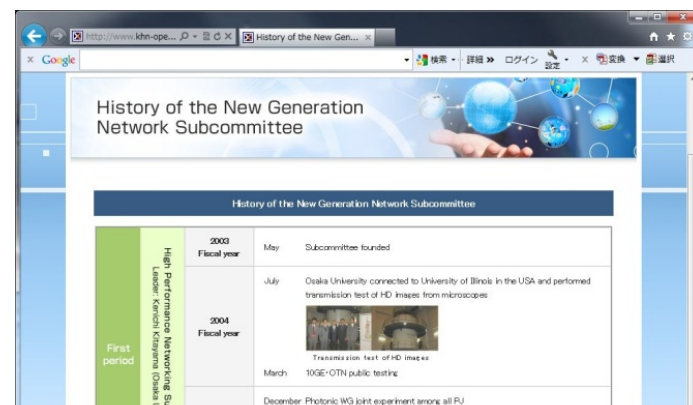 http://www.khn-ope...
History of the New Gen...
Google
検索
詳細 »
ログイン
設定
変換
選択
History of the New Generation
Network Subcommittee
History of the New Generation Network Subcommittee
First
period
High Performance Networking Su
Leader: Kenichi Kitayama (Osaka
2003
Fiscal year
May Subcommittee founded
2004
Fiscal year
July Osaka University connected to University of Illinois in the USA and performed
transmission test of HD images from microscopes
Transmission test of HD images
March 10GE・OTN public testing
December Photonic WG joint experiment among all